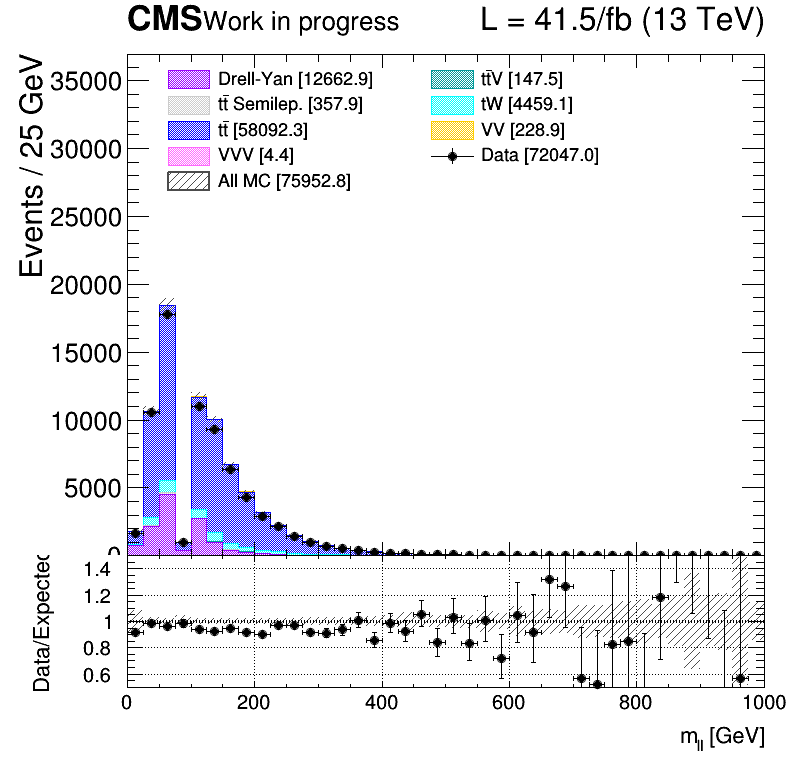 CMS Work in progress L = 41.5/fb (13 TeV)
Events / 25 GeV
35000
30000
25000
20000
15000
10000
5000
0
Drell-Yan [12662.9]
tt̄ Semilep. [357.9]
tt̄ [58092.3]
VVV [4.4]
All MC [75952.8]
tt̄V [147.5]
tW [4459.1]
VV [228.9]
Data [72047.0]
Data/Expected
1.4
1.2
1
0.8
0.6
0 200 400 600 800 1000
m_ll [GeV]